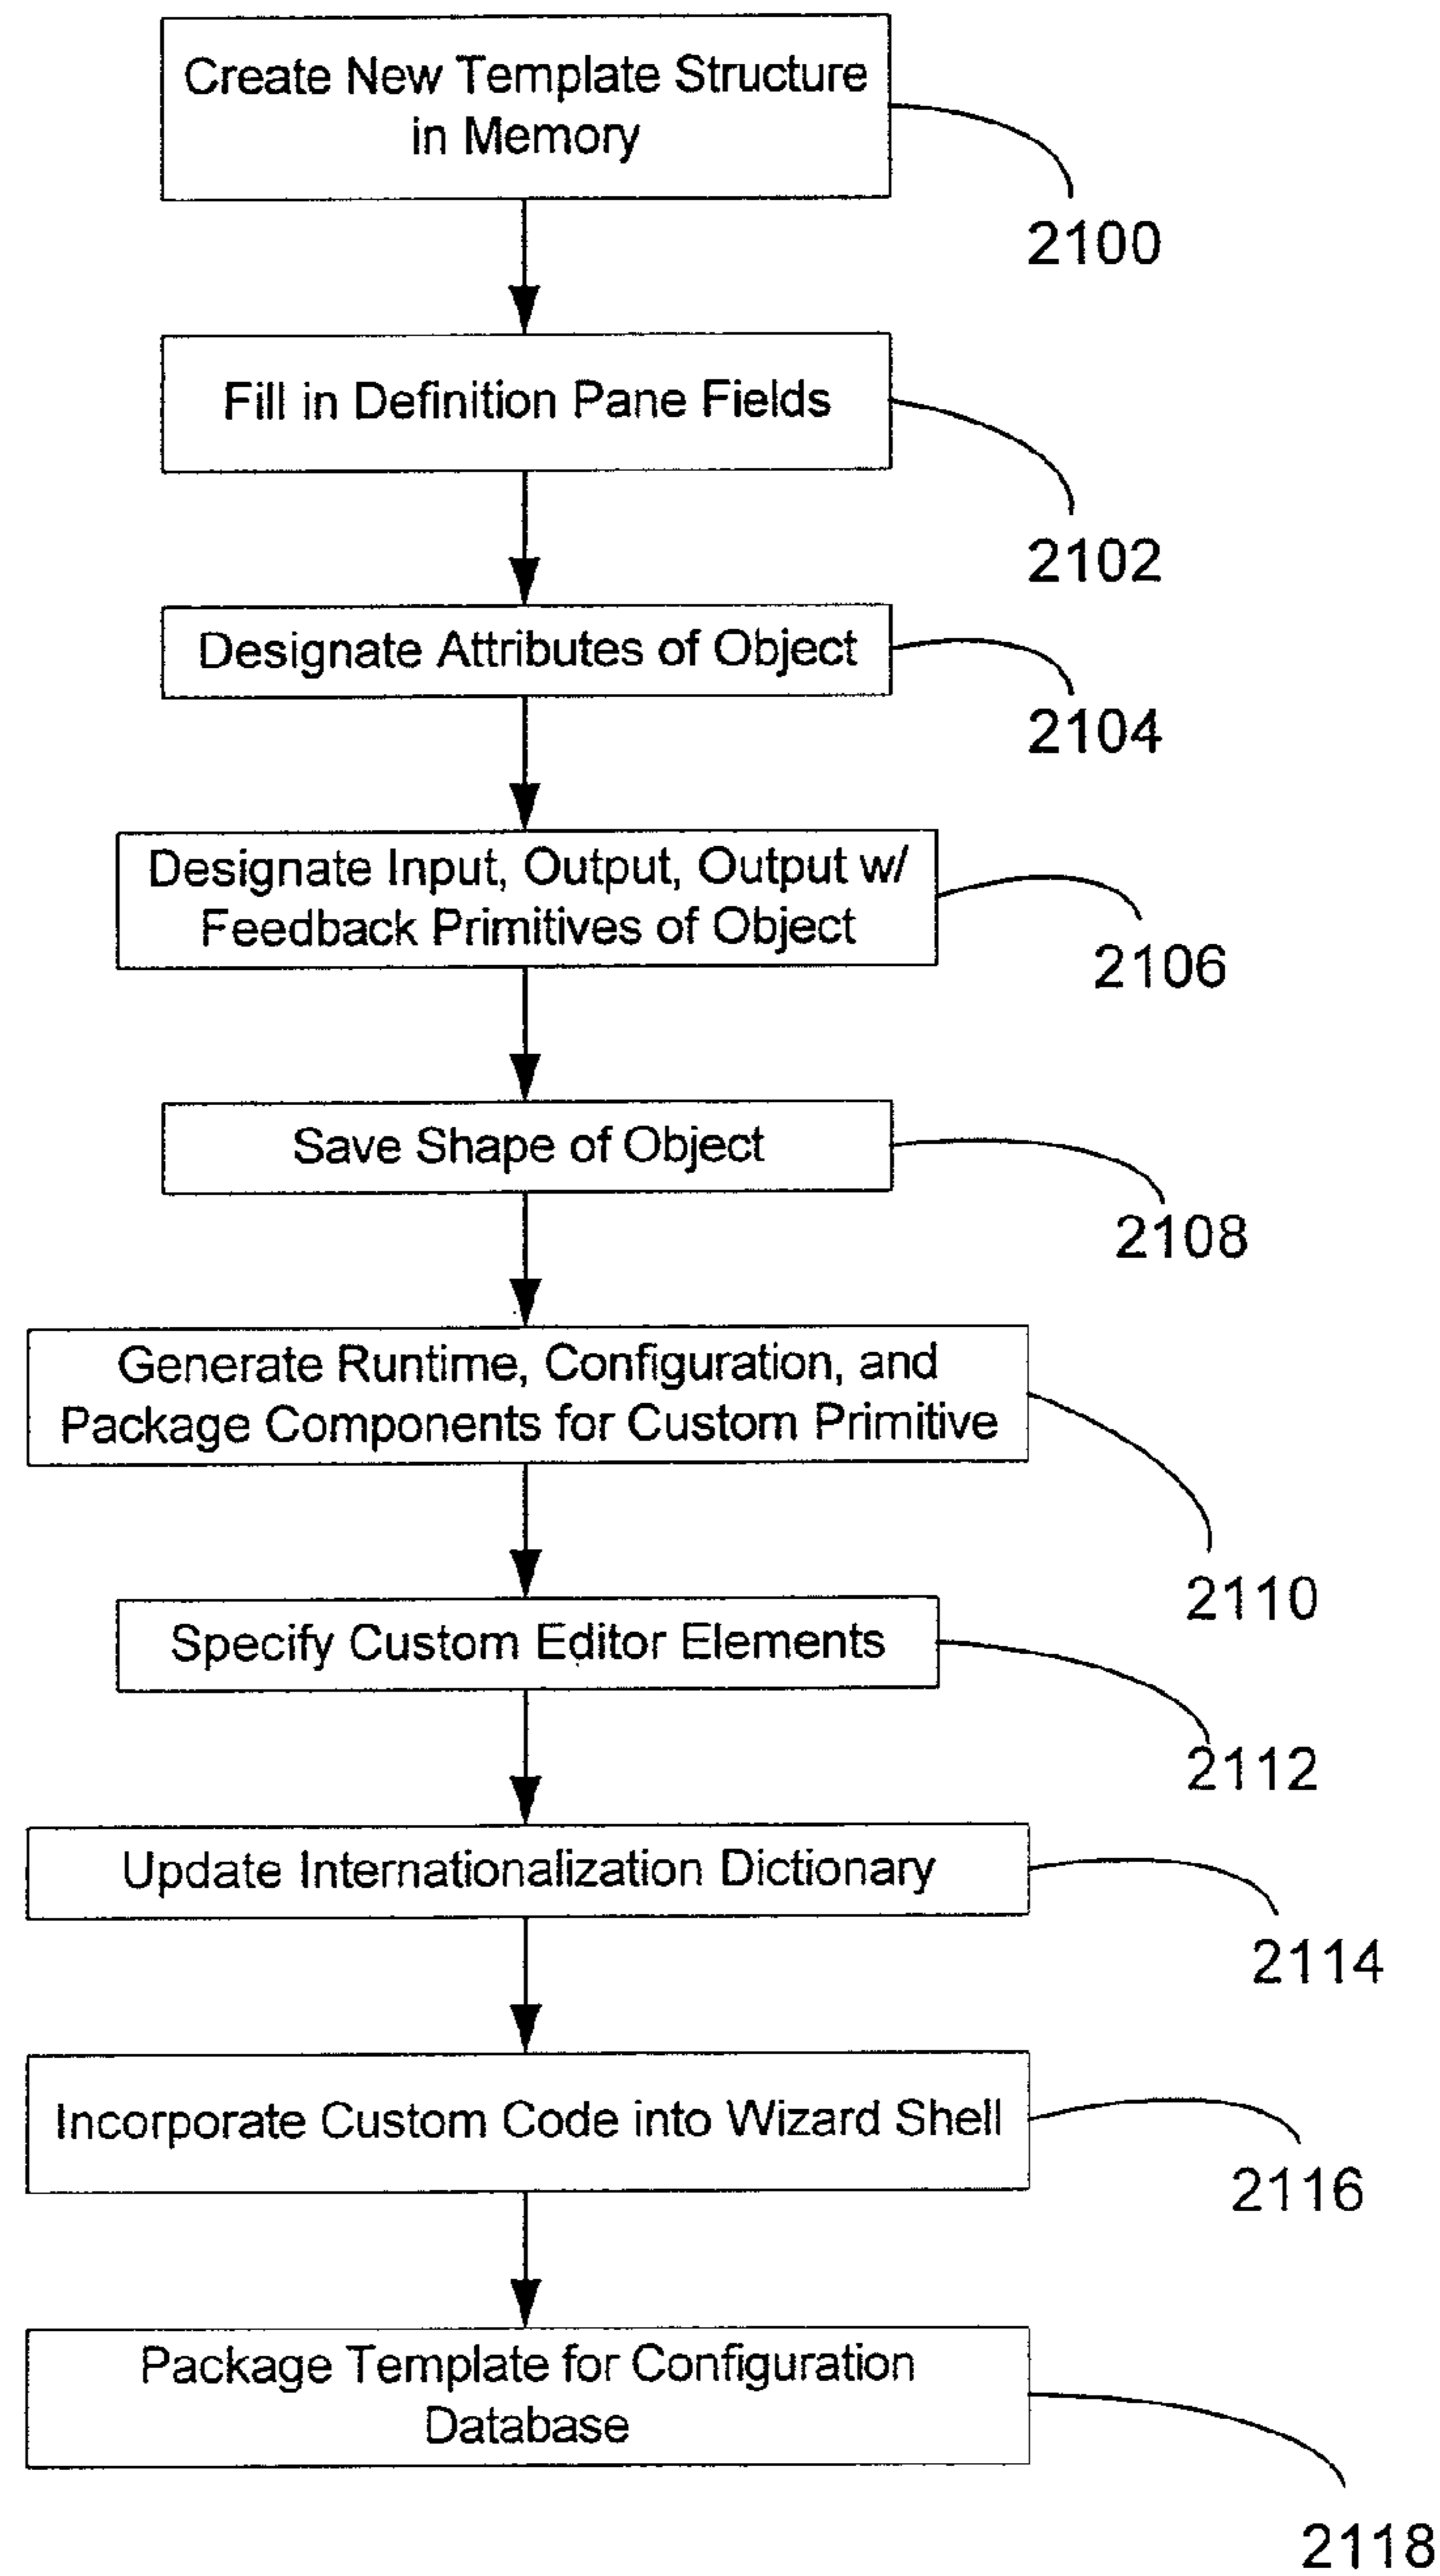 Create New Template Structure
in Memory
2100
Fill in Definition Pane Fields
2102
Designate Attributes of Object
2104
Designate Input, Output, Output w/
Feedback Primitives of Object
2106
Save Shape of Object
2108
Generate Runtime, Configuration, and
Package Components for Custom Primitive
2110
Specify Custom Editor Elements
2112
Update Internationalization Dictionary
2114
Incorporate Custom Code into Wizard Shell
2116
Package Template for Configuration
Database
2118